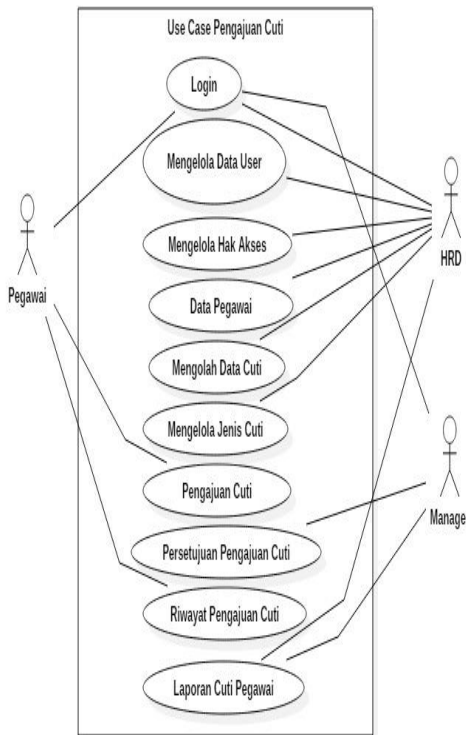 Use Case Pengajuan Cuti
Login
Mengelola Data User
Mengelola Hak Akses
HRD
Pegawai
Data Pegawai
Mengolah Data Cuti
Mengelola Jenis Cuti
Pengajuan Cuti
Manage
Persetujuan Pengajuan Cuti
Riwayat Pengajuan Cuti
Laporan Cuti Pegawai